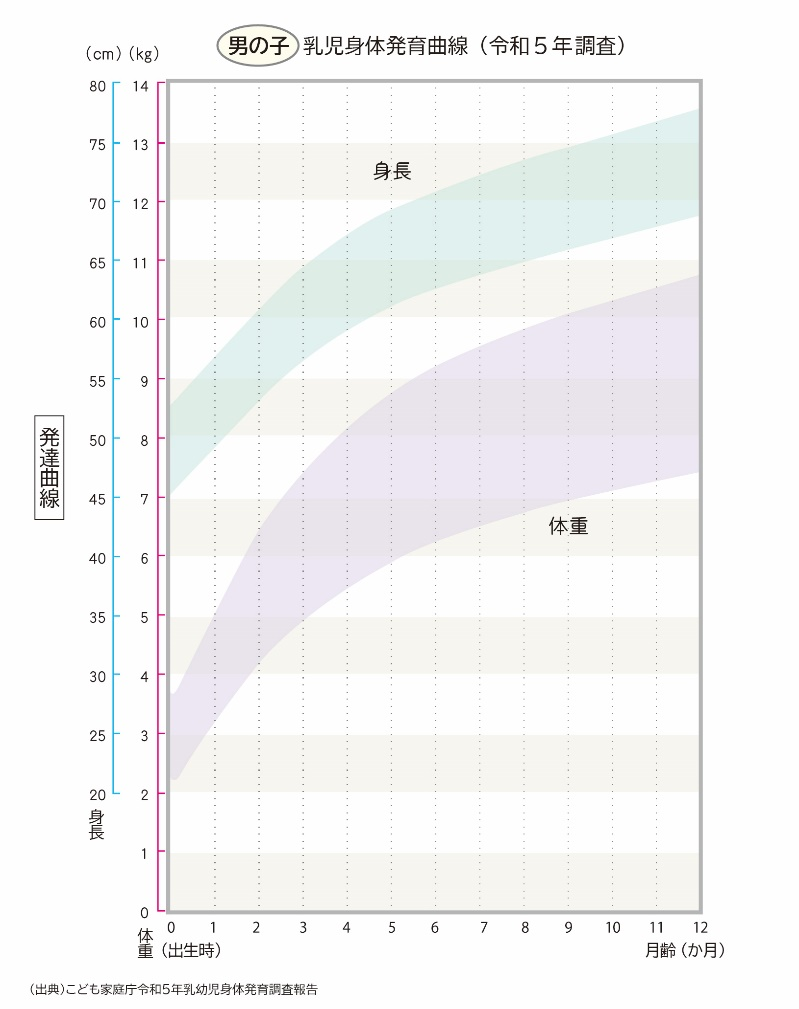 男の子 乳児身体発育曲線（令和５年調査）
（cm）（kg）
80 14
75 13
身長
70 12
65 11
60 10
55 9
50 8
発達曲線
45 7
体重
40 6
35 5
30 4
25 3
20 2
身長
1
0
0 1 2 3 4 5 6 7 8 9 10 11 12
体重
（出生時） 月齢（か月）
（出典）こども家庭庁令和5年乳幼児身体発育調査報告